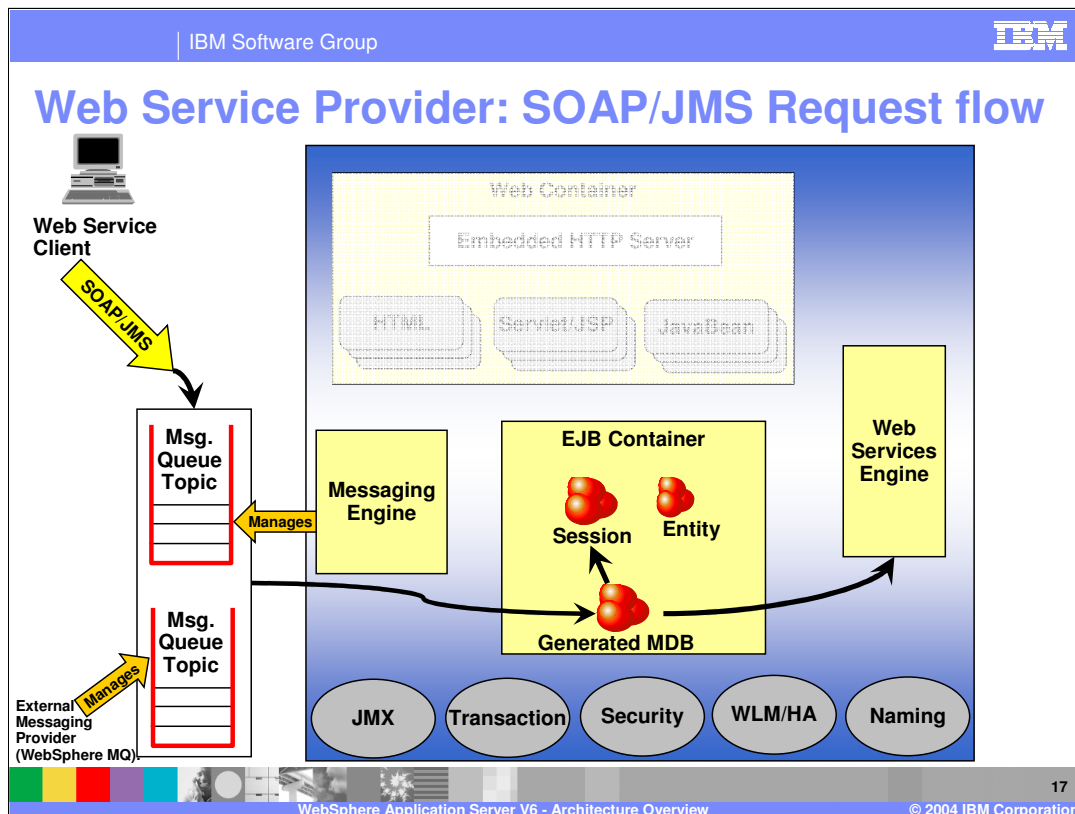 IBM Software Group
IBM
Web Service Provider: SOAP/JMS Request flow
Web Service
Client
SOAP/JMS
Web Container
Embedded HTTP Server
HTML
Servlet/JSP
JavaBean
Msg.
Queue
Topic
Manages
Messaging
Engine
EJB Container
Session
Entity
Generated MDB
Web
Services
Engine
Msg.
Queue
Topic
Manages
External
Messaging
Provider
(WebSphere MQ).
JMX
Transaction
Security
WLM/HA
Naming
17
WebSphere Application Server V6 - Architecture Overview
© 2004 IBM Corporation